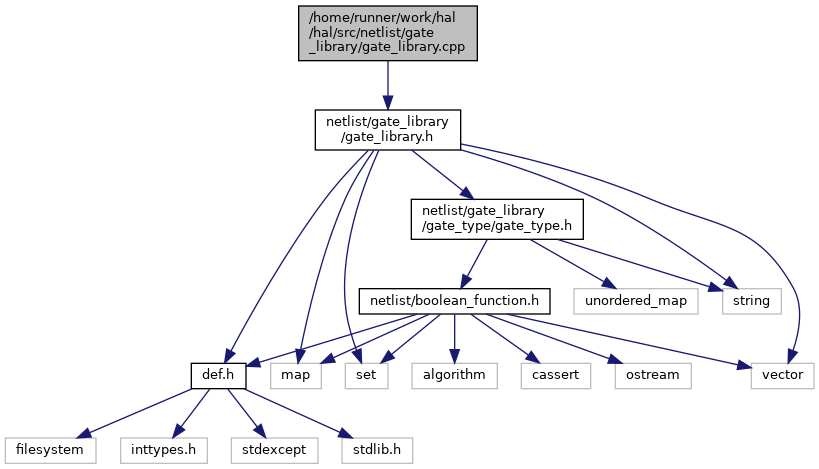 /home/runner/work/hal
/hal/src/netlist/gate
_library/gate_library.cpp
netlist/gate_library
/gate_library.h
netlist/gate_library
/gate_type/gate_type.h
netlist/boolean_function.h
unordered_map
string
def.h
map
set
algorithm
cassert
ostream
vector
filesystem
inttypes.h
stdexcept
stdlib.h